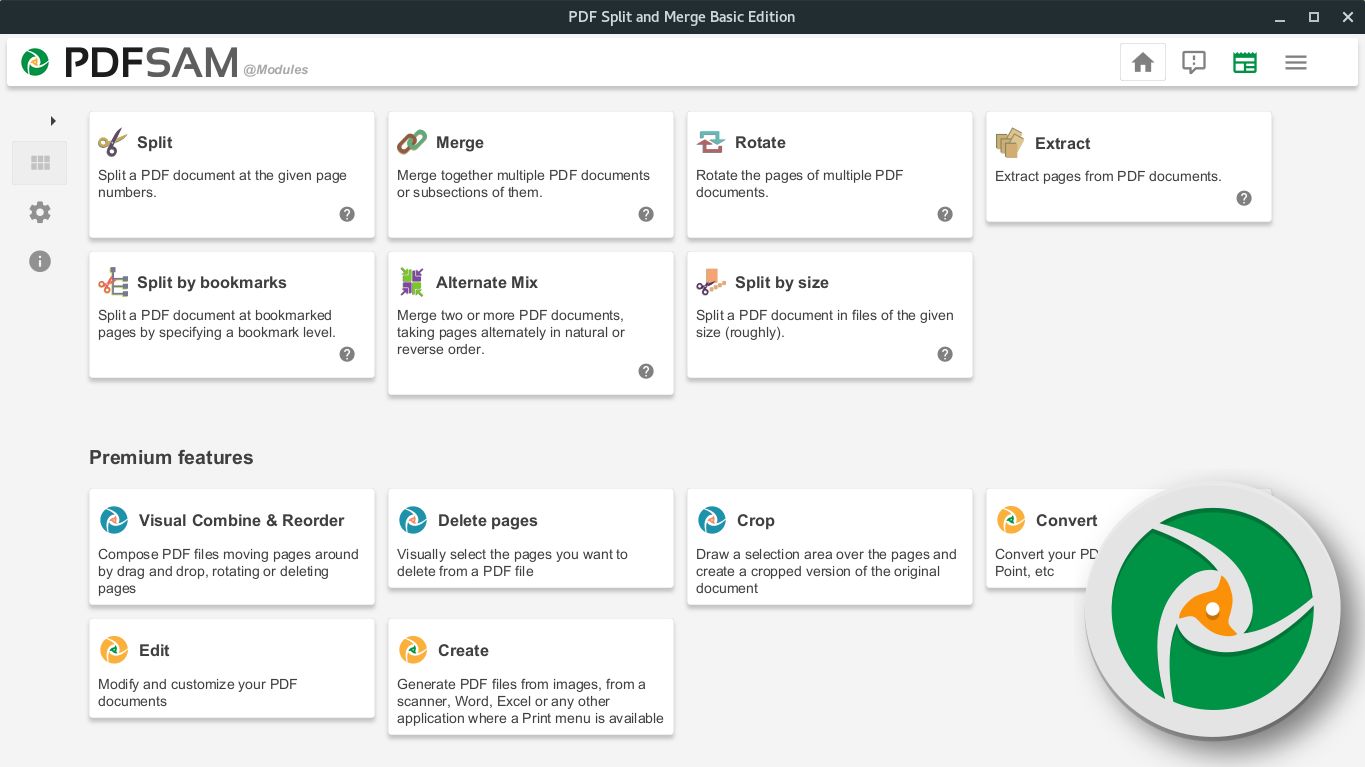 PDF Split and Merge Basic Edition
PDFSAM @Modules
Split
Split a PDF document at the given page
numbers.
Merge
Merge together multiple PDF documents
or subsections of them.
Rotate
Rotate the pages of multiple PDF
documents.
Extract
Extract pages from PDF documents.
Split by bookmarks
Split a PDF document at bookmarked
pages by specifying a bookmark level.
Alternate Mix
Merge two or more PDF documents,
taking pages alternately in natural or
reverse order.
Split by size
Split a PDF document in files of the given
size (roughly).
Premium features
Visual Combine & Reorder
Compose PDF files moving pages around
by drag and drop, rotating or deleting
pages
Delete pages
Visually select the pages you want to
delete from a PDF file
Crop
Draw a selection area over the pages and
create a cropped version of the original
document
Convert
Convert your
Point, etc
Edit
Modify and customize your PDF
documents
Create
Generate PDF files from images, from a
scanner, Word, Excel or any other
application where a Print menu is available